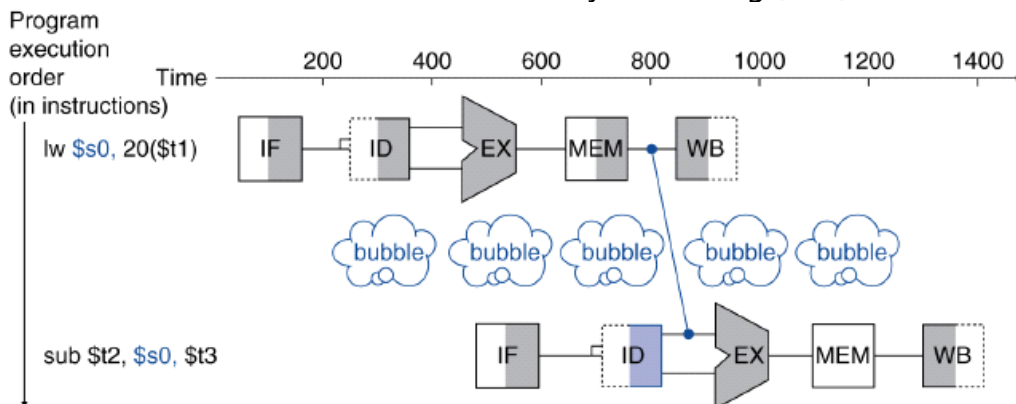 Program
execution
order Time
(in instructions)
200 400 600 800 1000 1200 1400
lw $s0, 20($t1)
IF ID EX MEM WB
bubble bubble bubble bubble bubble
sub $t2, $s0, $t3
IF ID EX MEM WB